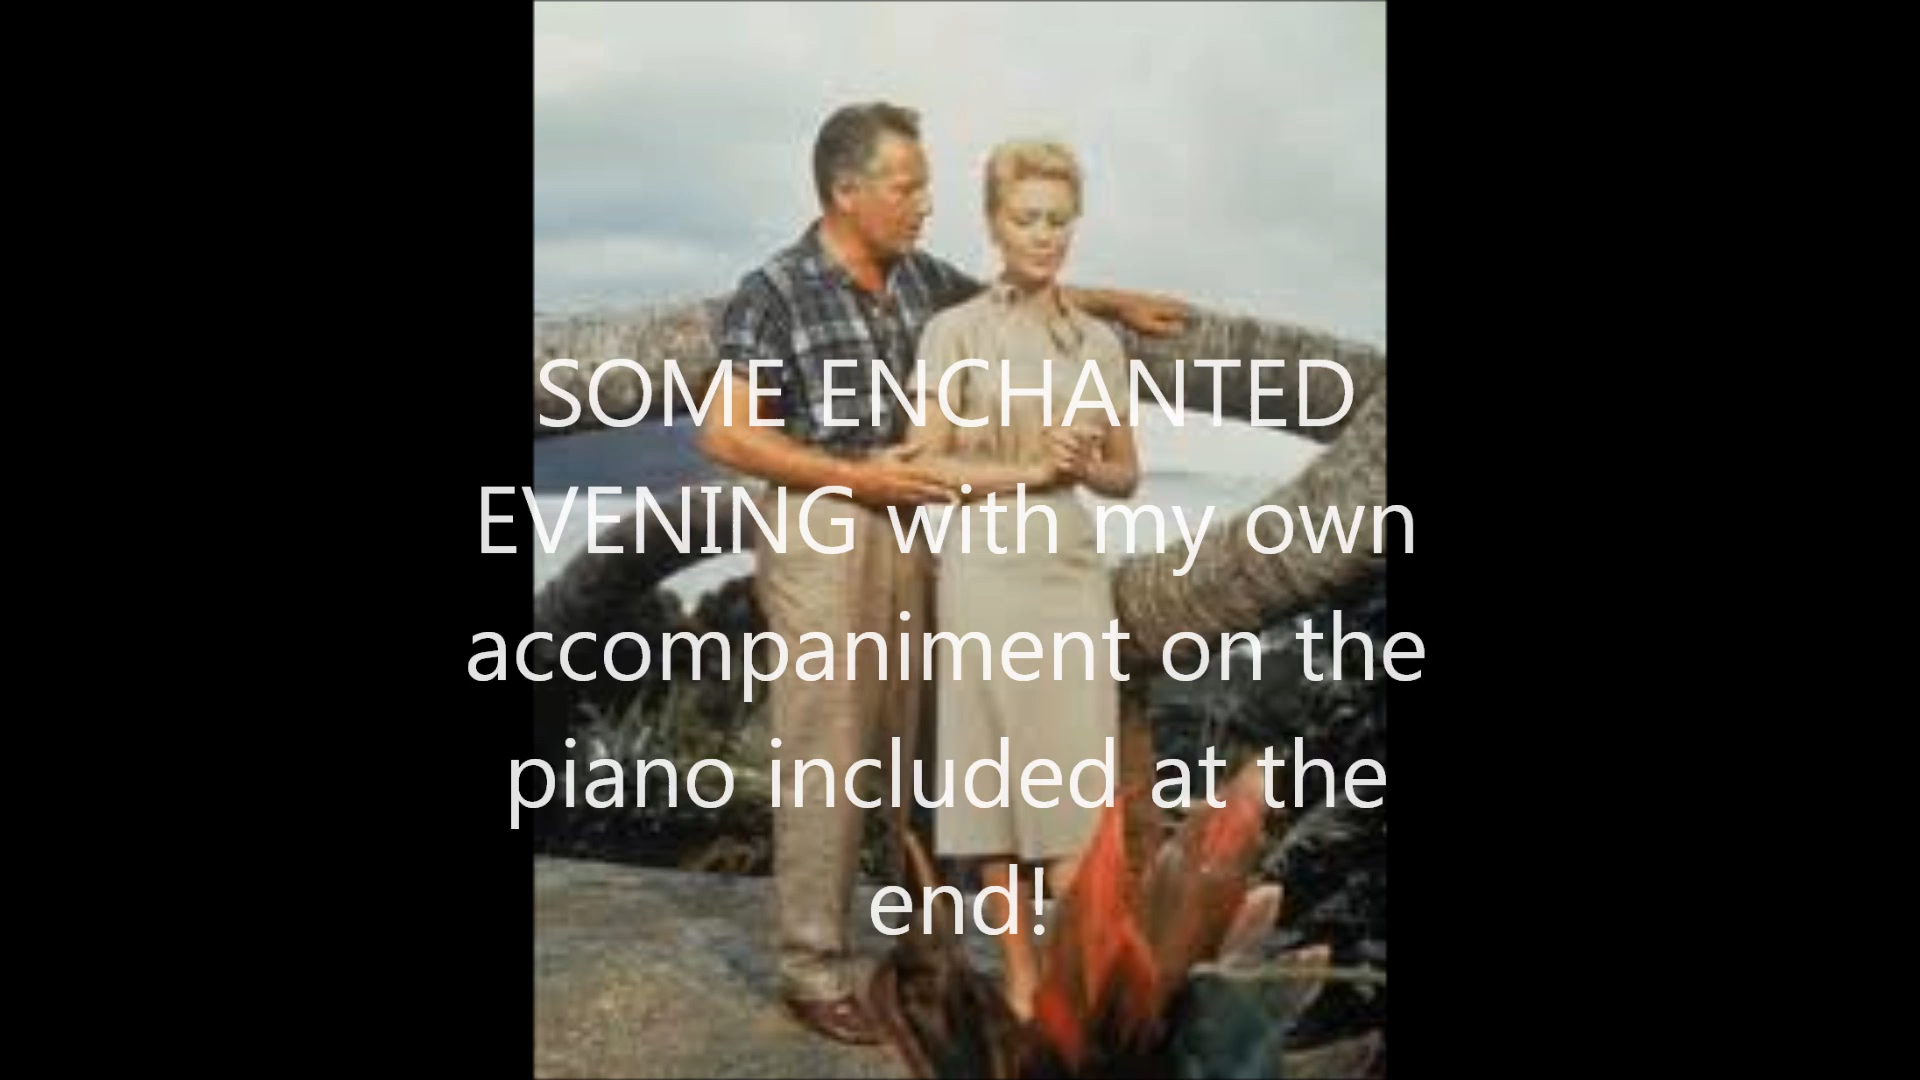 SOME ENCHANTED
EVENING with my own
accompaniment on the
piano included at the
end!